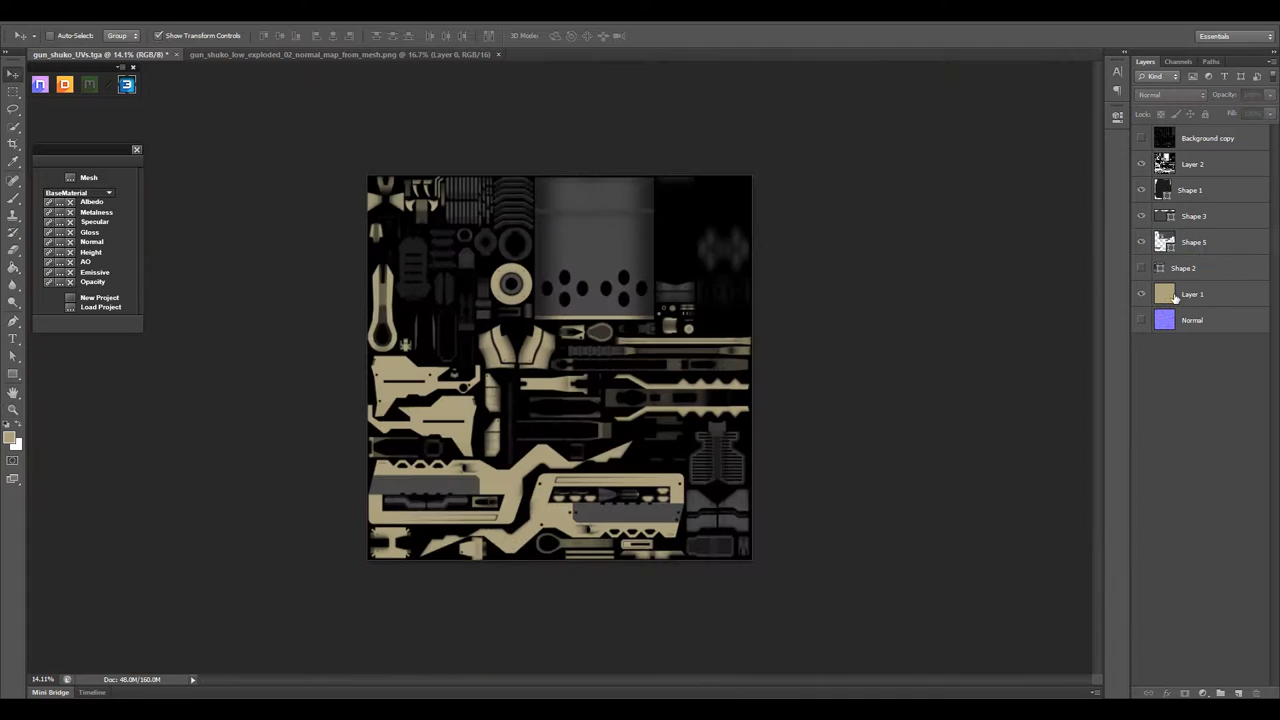 Auto-Select: Group Show Transform Controls 3D Mode: Essentials
gun_shuko_UVs.tga @ 14.1% (RGB/8) * × gun_shuko_low_exploded_02_normal_map_from_mesh.png @ 16.7% (Layer 0, RGB/16) ×
Layers Channels Paths
Kind
Normal Opacity:
Lock: Fill:
Background copy
Layer 2
Shape 1
Shape 3
Shape 5
Shape 2
Layer 1
Normal
Mesh
BaseMaterial
Albedo
Metalness
Specular
Gloss
Normal
Height
AO
Emissive
Opacity
New Project
Load Project
14.11% Doc: 48.0M/160.0M
Mini Bridge Timeline